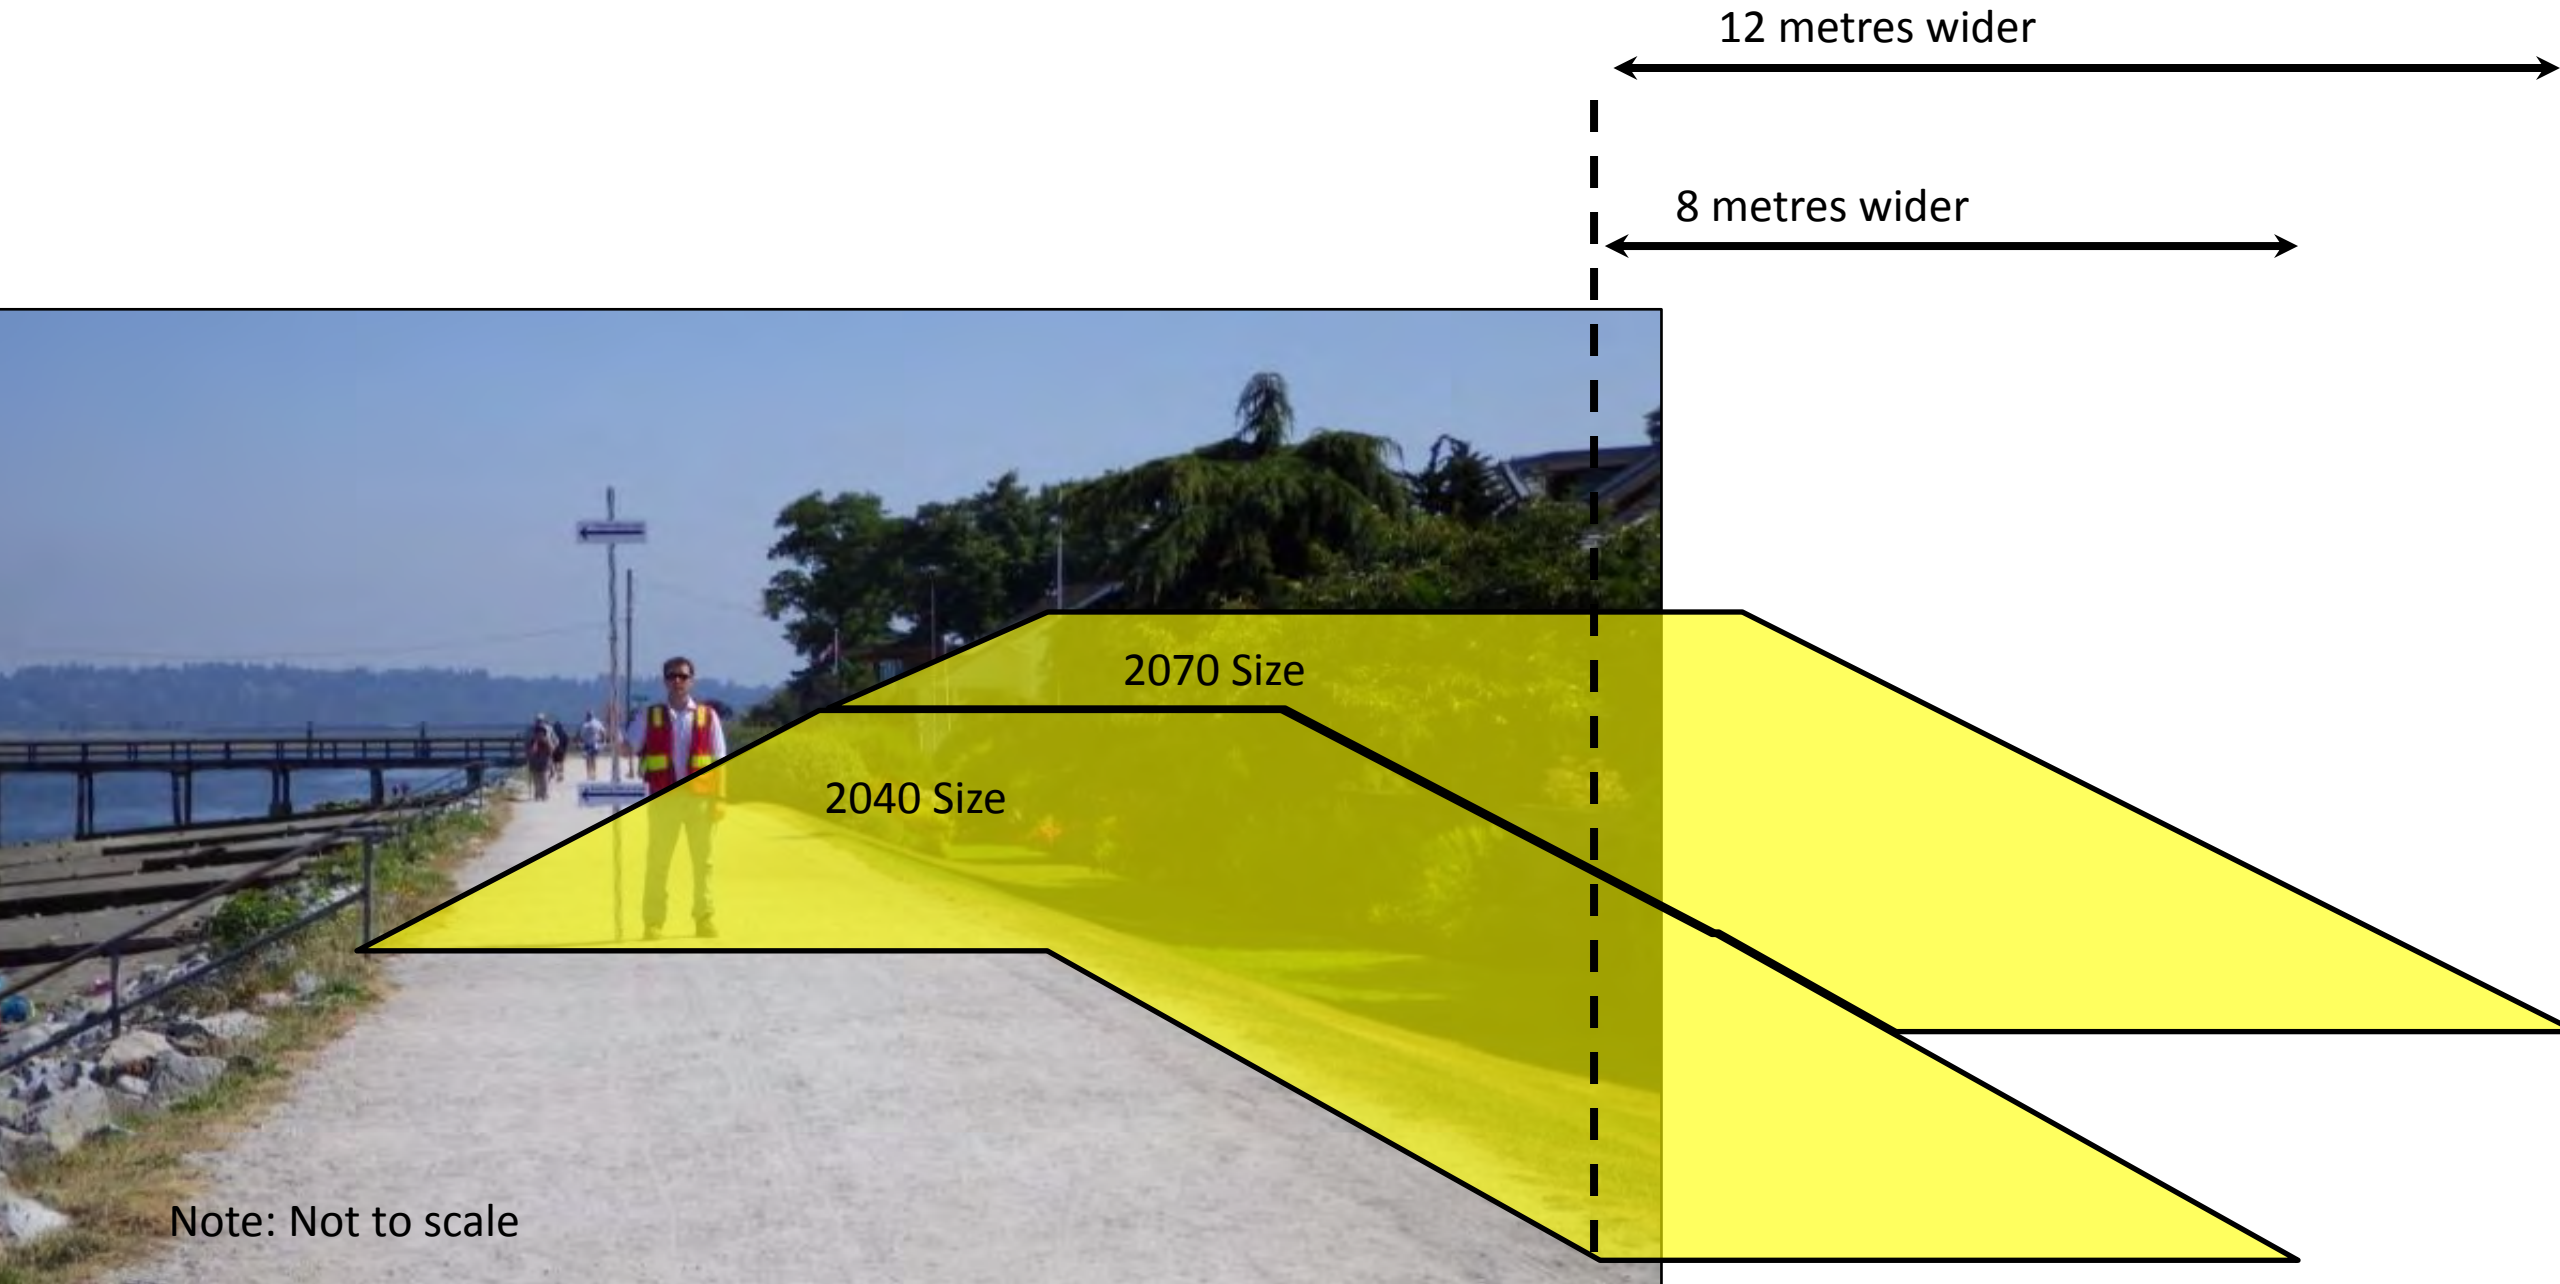 12 metres wider
8 metres wider
2070 Size
2040 Size
Note: Not to scale